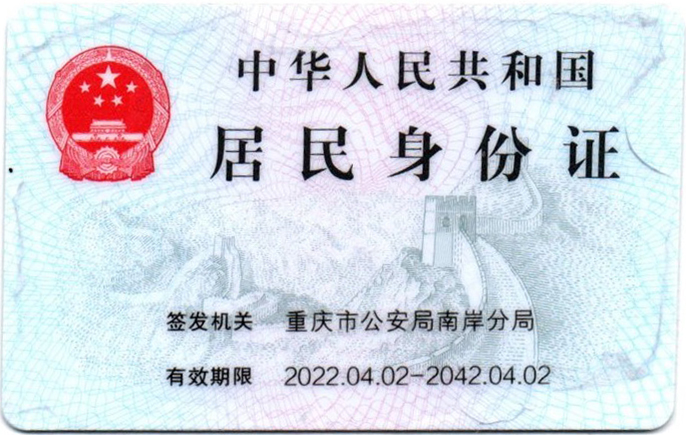 中华人民共和国
居民身份证
签发机关 重庆市公安局南岸分局
有效期限 2022.04.02-2042.04.02